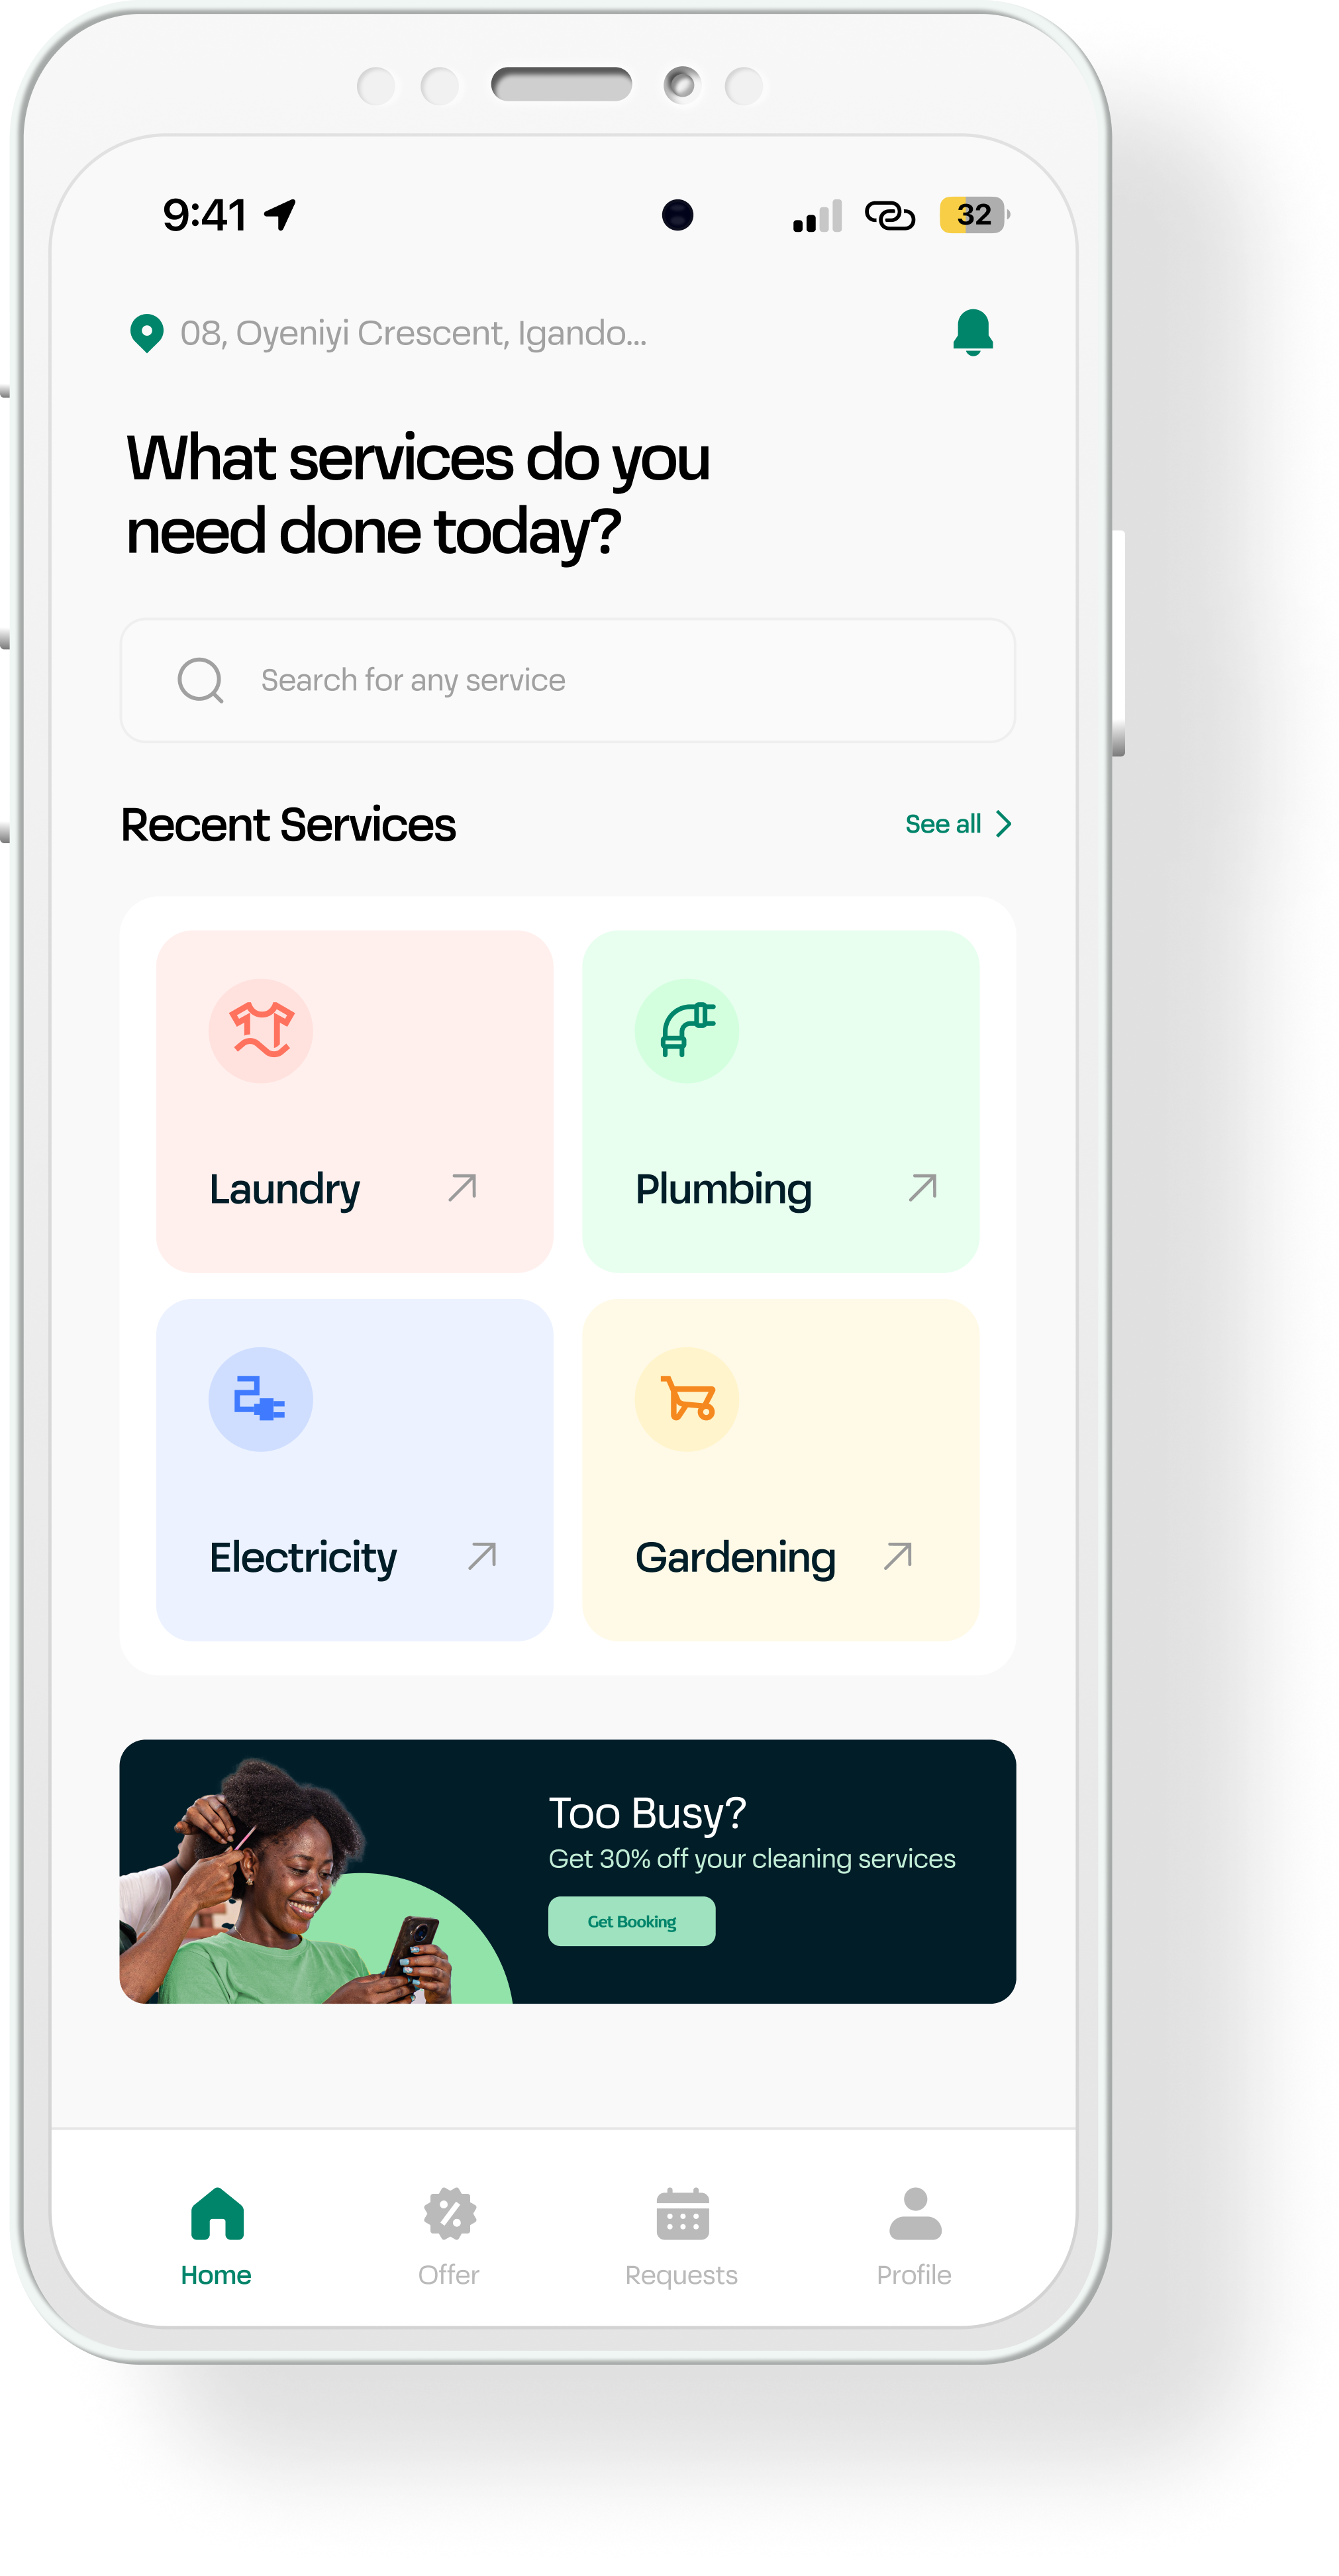 9:41
32
08, Oyeniyi Crescent, Igando...
What services do you
need done today?
Search for any service
Recent Services
See all
Laundry
Plumbing
Electricity
Gardening
Too Busy?
Get 30% off your cleaning services
Get Booking
Home
Offer
Requests
Profile